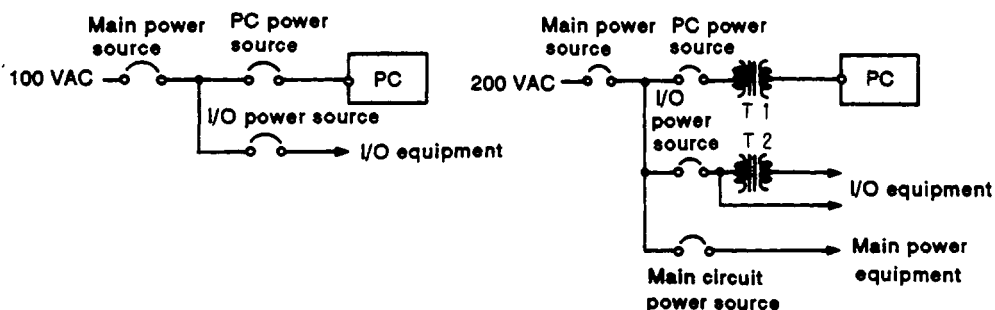 Main power
source
PC power
source
100 VAC
PC
I/O power source
I/O equipment
Main power
source
PC power
source
200 VAC
PC
I/O
power
source
T 1
T 2
I/O equipment
Main power
equipment
Main circuit
power source